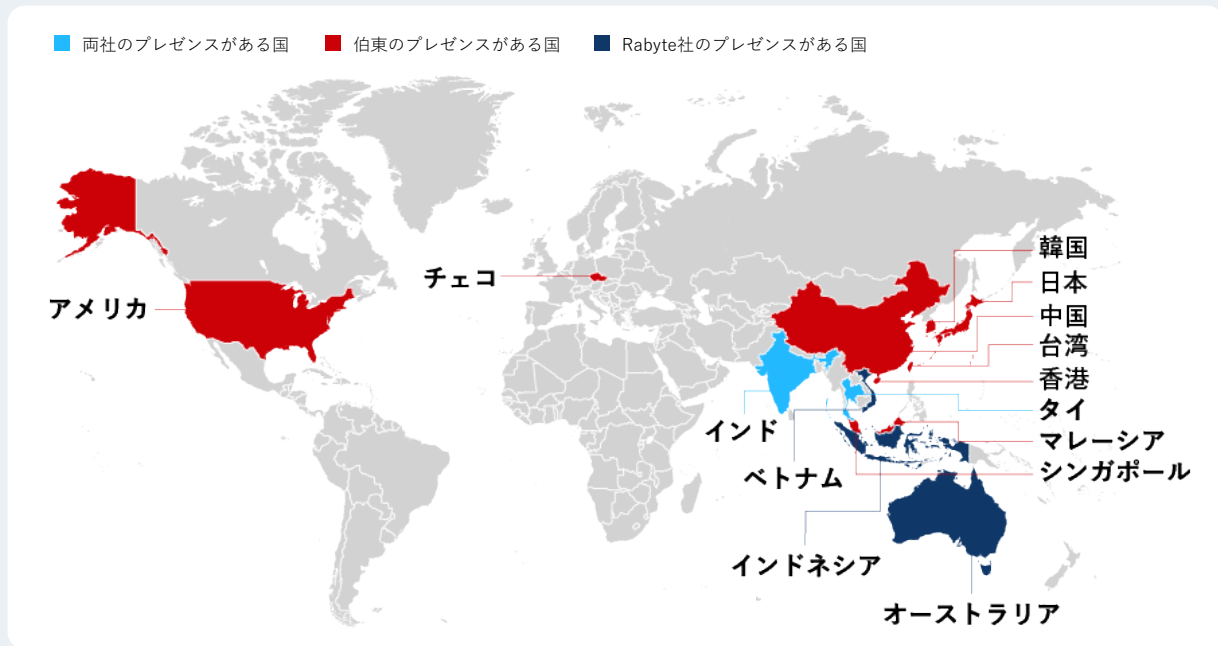 両社のプレゼンスがある国 伯東のプレゼンスがある国 Rabyte社のプレゼンスがある国
韓国
チェコ
日本
アメリカ
中国
台湾
香港
タイ
インド
マレーシア
ベトナム
シンガポール
インドネシア
オーストラリア